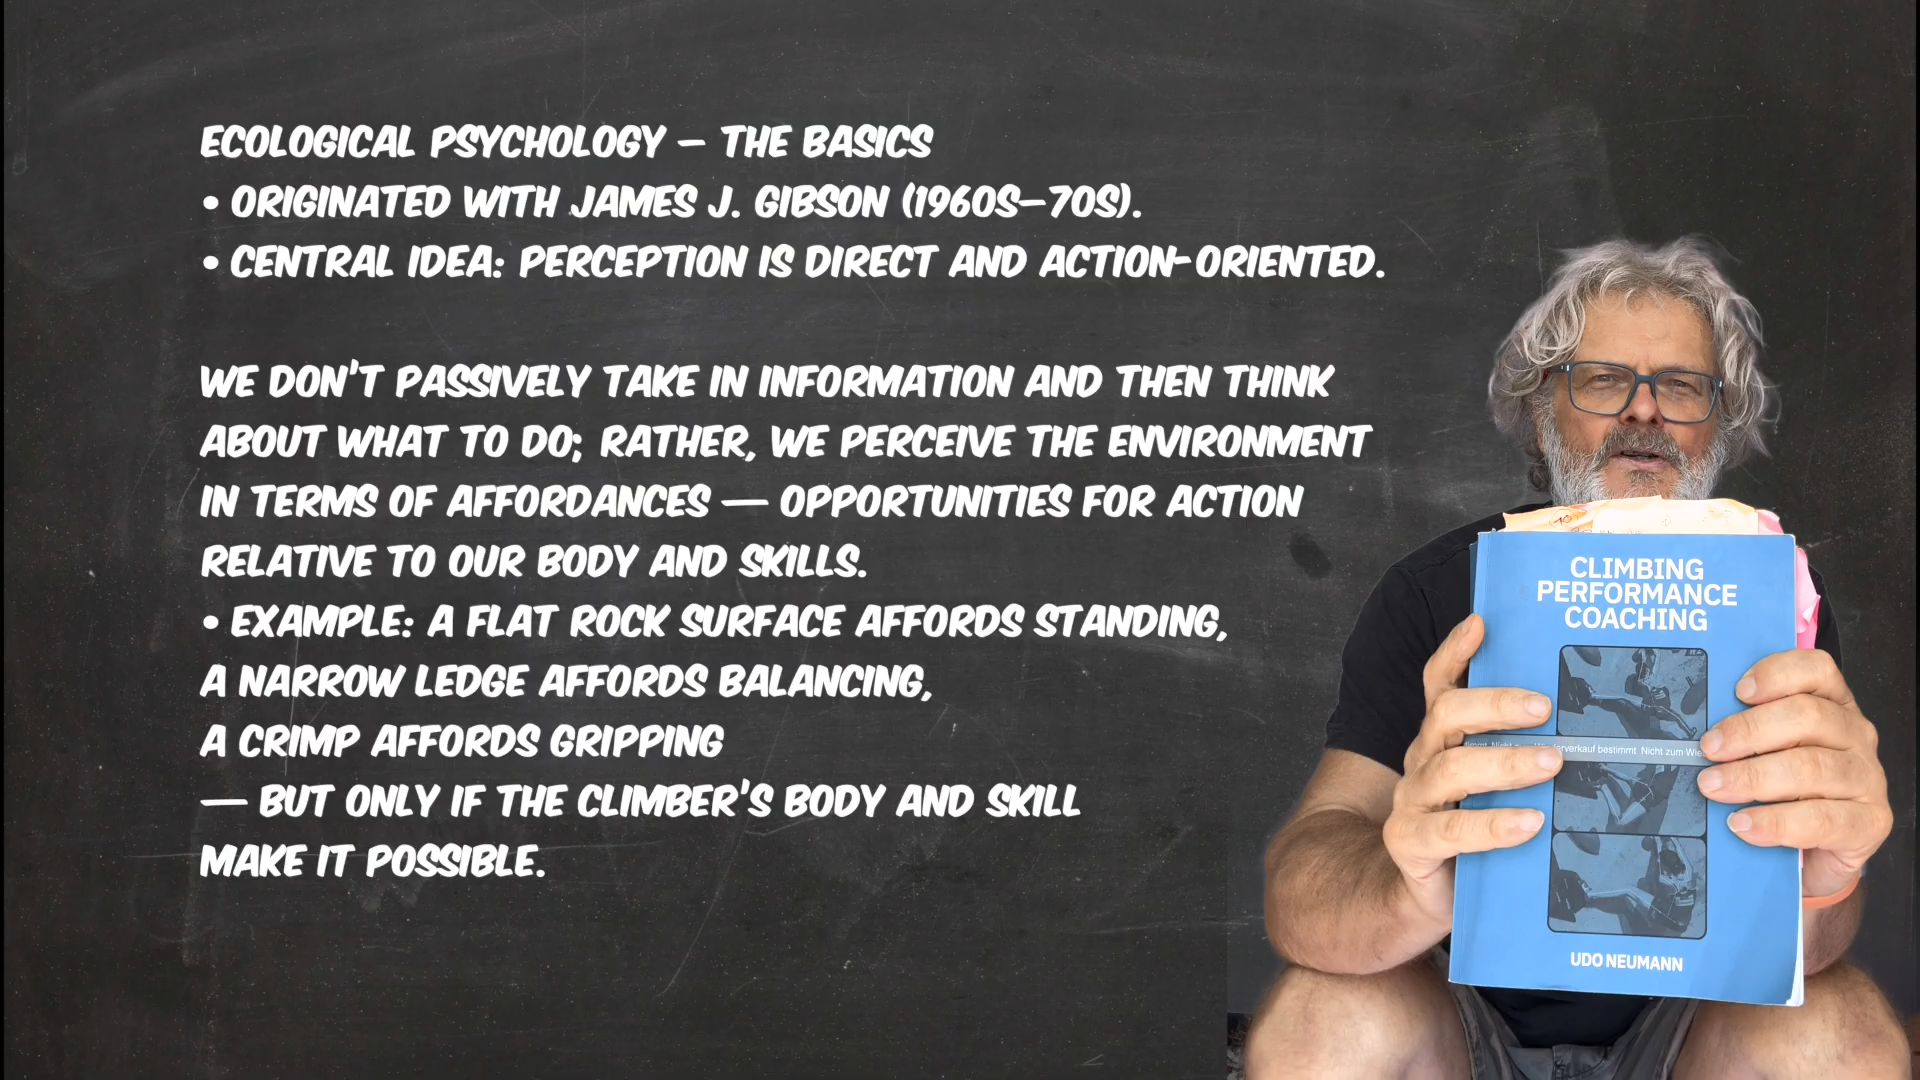 ECOLOGICAL PSYCHOLOGY – THE BASICS
• ORIGINATED WITH JAMES J. GIBSON (1960S–70S).
• CENTRAL IDEA: PERCEPTION IS DIRECT AND ACTION-ORIENTED.
WE DON'T PASSIVELY TAKE IN INFORMATION AND THEN THINK
ABOUT WHAT TO DO; RATHER, WE PERCEIVE THE ENVIRONMENT
IN TERMS OF AFFORDANCES — OPPORTUNITIES FOR ACTION
RELATIVE TO OUR BODY AND SKILLS.
• EXAMPLE: A FLAT ROCK SURFACE AFFORDS STANDING,
A NARROW LEDGE AFFORDS BALANCING,
A CRIMP AFFORDS GRIPPING
— BUT ONLY IF THE CLIMBER'S BODY AND SKILL
MAKE IT POSSIBLE.
CLIMBING
PERFORMANCE
COACHING
Nicht zum Wiederverkauf bestimmt Nicht zum
UDO NEUMANN